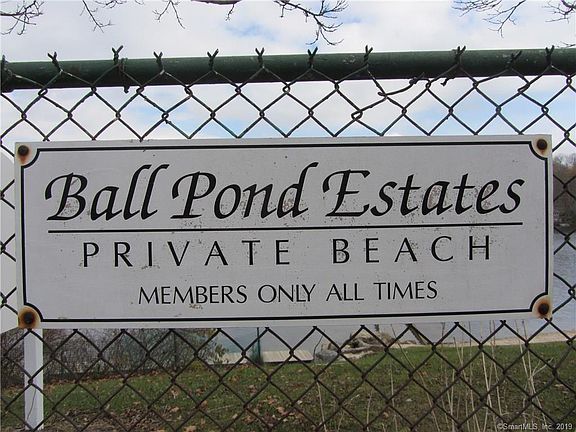 Ball Pond Estates
PRIVATE BEACH
MEMBERS ONLY ALL TIMES
©SmartMLS, Inc. 2019